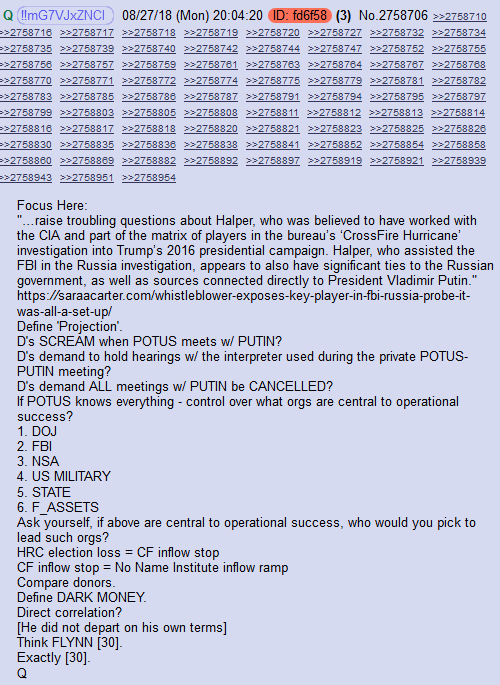 Q !!mG7VJxZNCI 08/27/18 (Mon) 20:04:20 ID: fd6f58 (3) No.2758706 >>2758710
>>2758716 >>2758717 >>2758718 >>2758719 >>2758720 >>2758727 >>2758732 >>2758734
>>2758735 >>2758739 >>2758740 >>2758742 >>2758744 >>2758747 >>2758752 >>2758755
>>2758756 >>2758757 >>2758759 >>2758761 >>2758763 >>2758764 >>2758767 >>2758768
>>2758770 >>2758771 >>2758772 >>2758774 >>2758775 >>2758779 >>2758781 >>2758782
>>2758783 >>2758785 >>2758786 >>2758787 >>2758791 >>2758794 >>2758795 >>2758797
>>2758799 >>2758803 >>2758805 >>2758808 >>2758811 >>2758812 >>2758813 >>2758814
>>2758816 >>2758817 >>2758818 >>2758820 >>2758821 >>2758823 >>2758825 >>2758826
>>2758830 >>2758835 >>2758836 >>2758838 >>2758841 >>2758852 >>2758854 >>2758858
>>2758860 >>2758869 >>2758882 >>2758892 >>2758897 >>2758919 >>2758921 >>2758939
>>2758943 >>2758951 >>2758954
Focus Here:
"…raise troubling questions about Halper, who was believed to have worked with
the CIA and part of the matrix of players in the bureau's 'CrossFire Hurricane'
investigation into Trump's 2016 presidential campaign. Halper, who assisted the
FBI in the Russia investigation, appears to also have significant ties to the Russian
government, as well as sources connected directly to President Vladimir Putin."
https://saraacarter.com/whistleblower-exposes-key-player-in-fbi-russia-probe-it-
was-all-a-set-up/
Define 'Projection'.
D's SCREAM when POTUS meets w/ PUTIN?
D's demand to hold hearings w/ the interpreter used during the private POTUS-
PUTIN meeting?
D's demand ALL meetings w/ PUTIN be CANCELLED?
If POTUS knows everything - control over what orgs are central to operational
success?
1. DOJ
2. FBI
3. NSA
4. US MILITARY
5. STATE
6. F_ASSETS
Ask yourself, if above are central to operational success, who would you pick to
lead such orgs?
HRC election loss = CF inflow stop
CF inflow stop = No Name Institute inflow ramp
Compare donors.
Define DARK MONEY.
Direct correlation?
[He did not depart on his own terms]
Think FLYNN [30].
Exactly [30].
Q